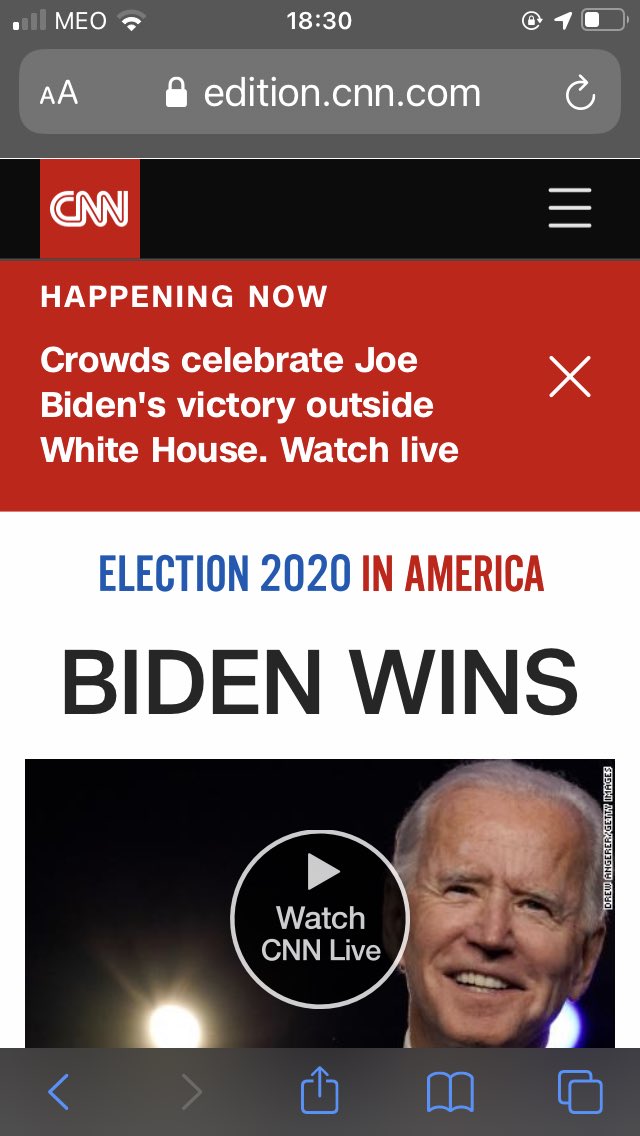 MEO 18:30
AA edition.cnn.com
CNN
HAPPENING NOW
Crowds celebrate Joe
Biden's victory outside
White House. Watch live
ELECTION 2020 IN AMERICA
BIDEN WINS
DREW ANGERER/GETTY IMAGES
Watch
CNN Live